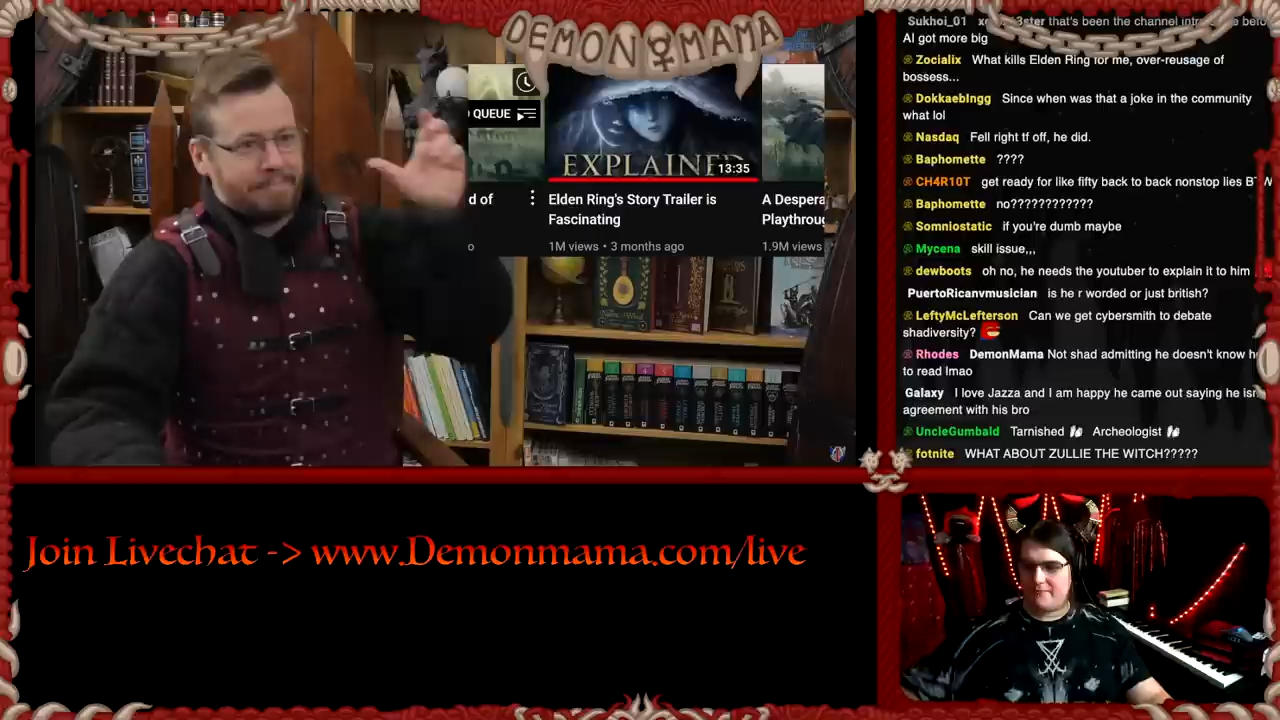 DEMON MAMA
QUEUE
EXPLAINED
13:35
d of
Elden Ring's Story Trailer is
Fascinating
1M views • 3 months ago
A Despera
Playthroug
1.9M views
Sukhoi_01 that's been the channel
AI got more big
Zocialix What kills Elden Ring for me, over-reusage of
bossess...
DokkaebIngg Since when was that a joke in the community
what lol
Nasdaq Fell right tf off, he did.
Baphomette ????
CH4R10T get ready for like fifty back to back nonstop lies
Baphomette no????????????
Somniostatic if you're dumb maybe
Mycena skill issue,,,
dewboots oh no, he needs the youtuber to explain it to him
PuertoRicanvmusician is he r worded or just british?
LeftyMcLefterson Can we get cybersmith to debate
shadiversity?
Rhodes DemonMama Not shad admitting he doesn't know
to read lmao
Galaxy I love Jazza and I am happy he came out saying he isn
agreement with his bro
UncleGumbald Tarnished Archeologist
fotnite WHAT ABOUT ZULLIE THE WITCH?????
Join Livechat -> www.Demonmama.com/live